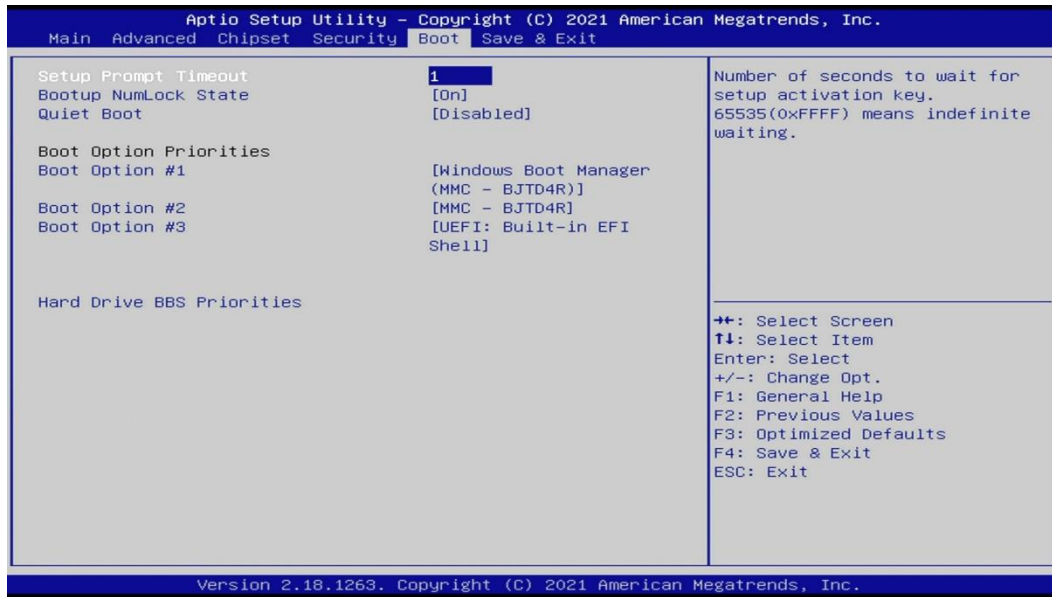 Aptio Setup Utility – Copyright (C) 2021 American Megatrends, Inc.
Main Advanced Chipset Security Boot Save & Exit
Setup Prompt Timeout 1
Bootup NumLock State [On]
Quiet Boot [Disabled]
Boot Option Priorities
Boot Option #1 [Windows Boot Manager
(MMC – BJTD4R)]
Boot Option #2 [MMC – BJTD4R]
Boot Option #3 [UEFI: Built-in EFI
Shell]
Hard Drive BBS Priorities
Number of seconds to wait for
setup activation key.
65535(0xFFFF) means indefinite
waiting.
→←: Select Screen
↑↓: Select Item
Enter: Select
+/-: Change Opt.
F1: General Help
F2: Previous Values
F3: Optimized Defaults
F4: Save & Exit
ESC: Exit
Version 2.18.1263. Copyright (C) 2021 American Megatrends, Inc.